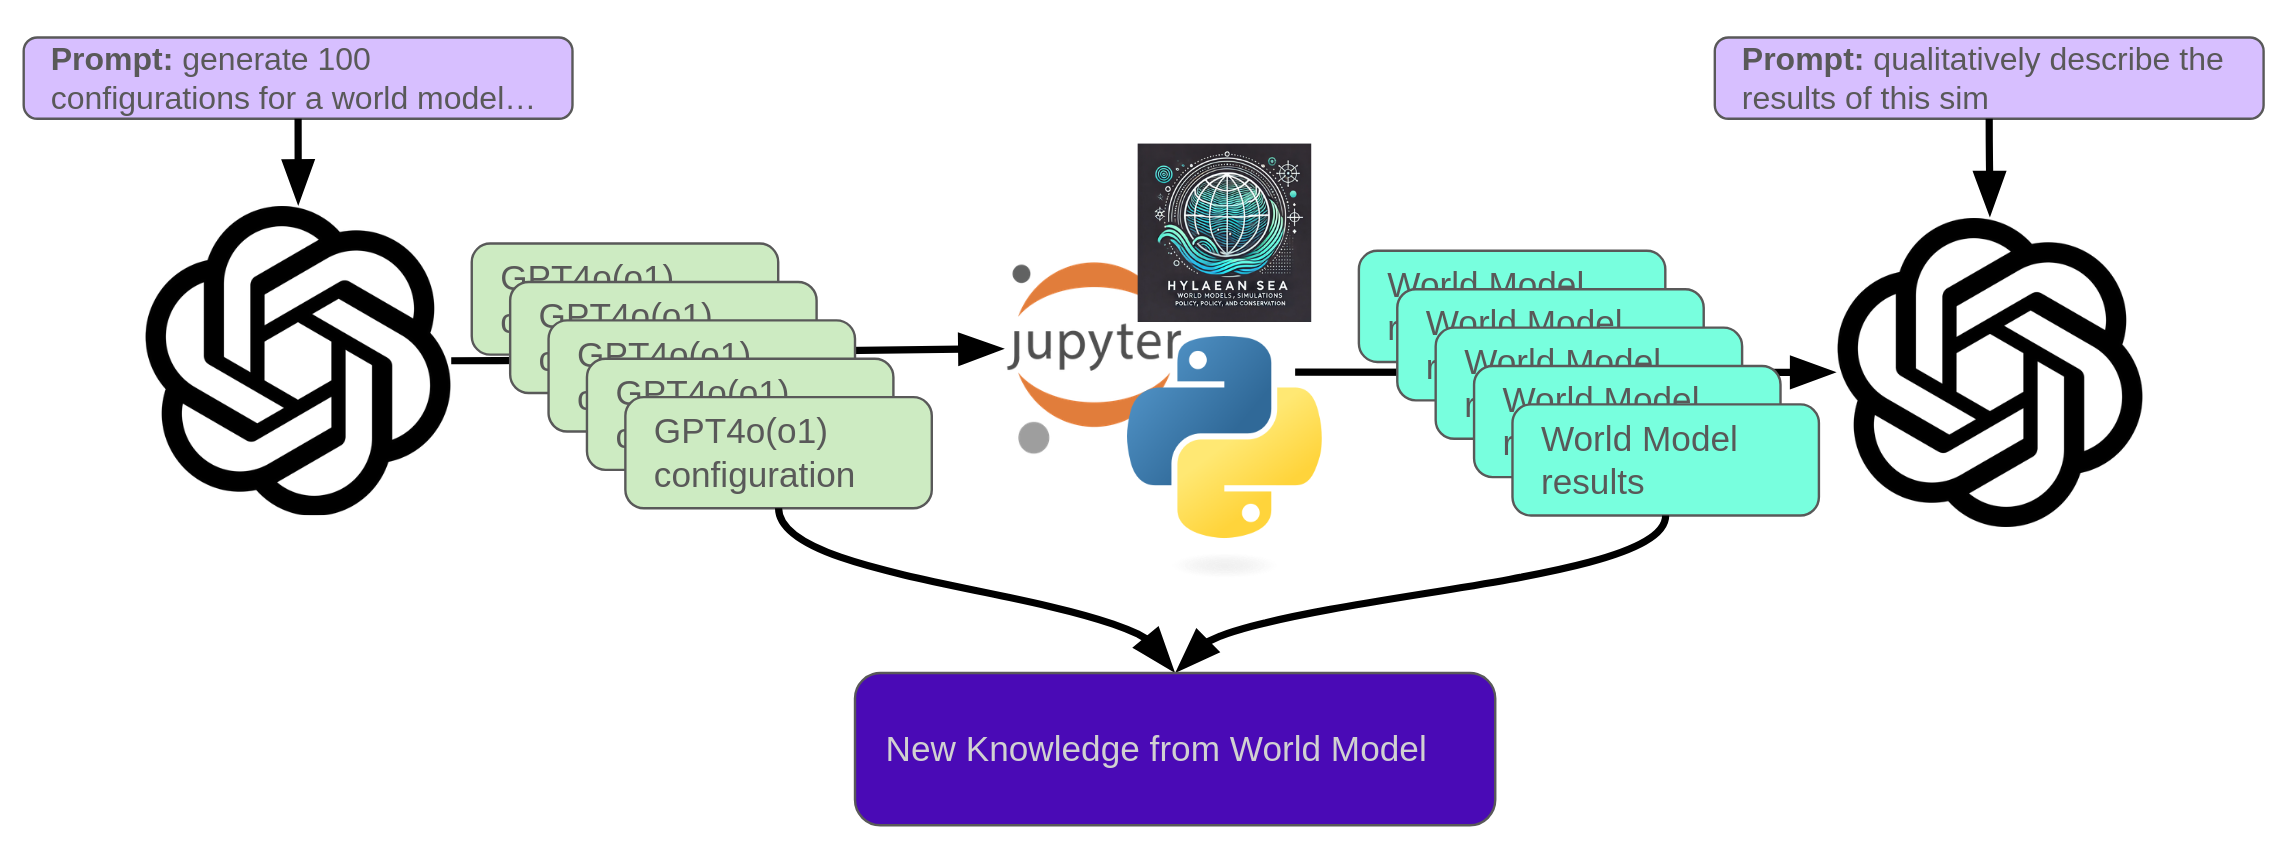 Prompt: generate 100
configurations for a world model…
Prompt: qualitatively describe the
results of this sim
GPT4o(o1)
GPT4o(o1)
GPT4o(o1)
GPT4o(o1)
GPT4o(o1)
configuration
HYLAEAN SEA
WORLD MODELS, SIMULATIONS
POLICY, POLICY, AND CONSERVATION
jupyter
World Model
World Model
World Model
World Model
World Model
results
New Knowledge from World Model